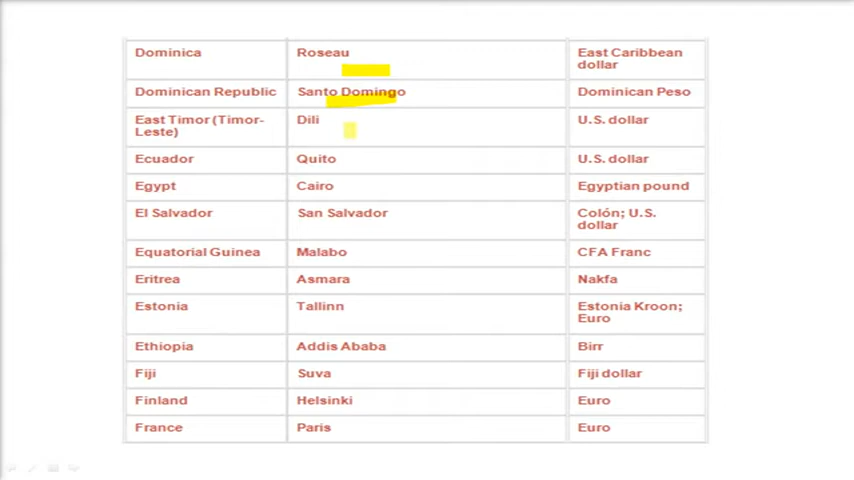 Dominica Roseau East Caribbean
dollar
Dominican Republic Santo Domingo Dominican Peso
East Timor (Timor- Dili U.S. dollar
Leste)
Ecuador Quito U.S. dollar
Egypt Cairo Egyptian pound
El Salvador San Salvador Colón; U.S.
dollar
Equatorial Guinea Malabo CFA Franc
Eritrea Asmara Nakfa
Estonia Tallinn Estonia Kroon;
Euro
Ethiopia Addis Ababa Birr
Fiji Suva Fiji dollar
Finland Helsinki Euro
France Paris Euro